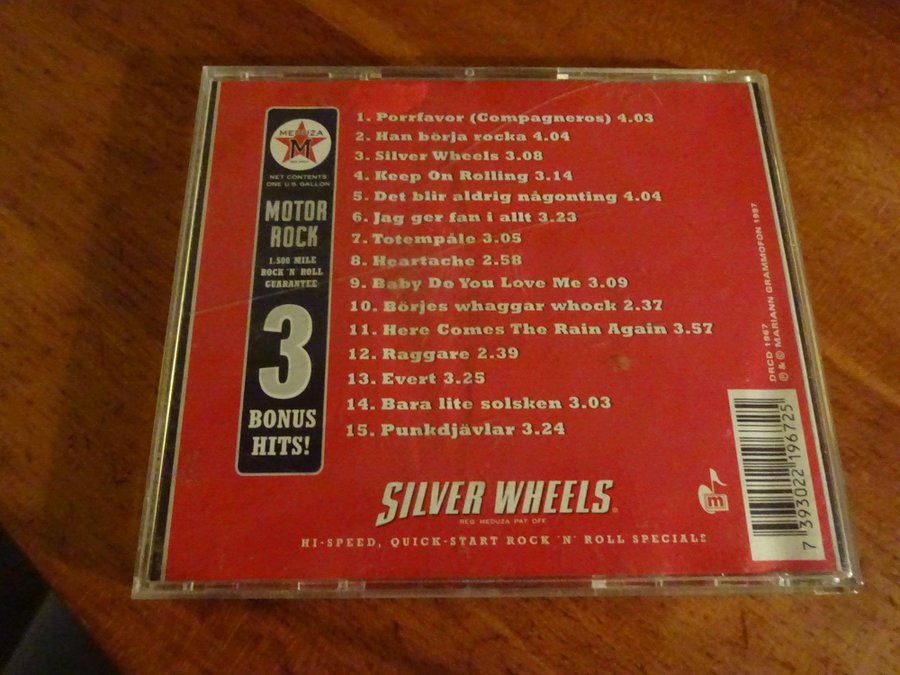 MEDUZA
M
NET CONTENTS
ONE U.S. GALLON
MOTOR
ROCK
1.500 MILE
ROCK 'N' ROLL
GUARANTEE
3
BONUS
HITS!
1. Porrfavor (Compagneros) 4.03
2. Han börja rocka 4.04
3. Silver Wheels 3.08
4. Keep On Rolling 3.14
5. Det blir aldrig någonting 4.04
6. Jag ger fan i allt 3.23
7. Totempåle 3.05
8. Heartache 2.58
9. Baby Do You Love Me 3.09
10. Börjes whaggar whock 2.37
11. Here Comes The Rain Again 3.57
12. Raggare 2.39
13. Evert 3.25
14. Bara lite solsken 3.03
15. Punkdjävlar 3.24
SILVER WHEELS®
REG MEDUZA PAT OFF
HI-SPEED, QUICK-START ROCK 'N' ROLL SPECIALE
DRCD 1967
℗ & © MARIANN GRAMMOFON 1997
m
7 393022 196725